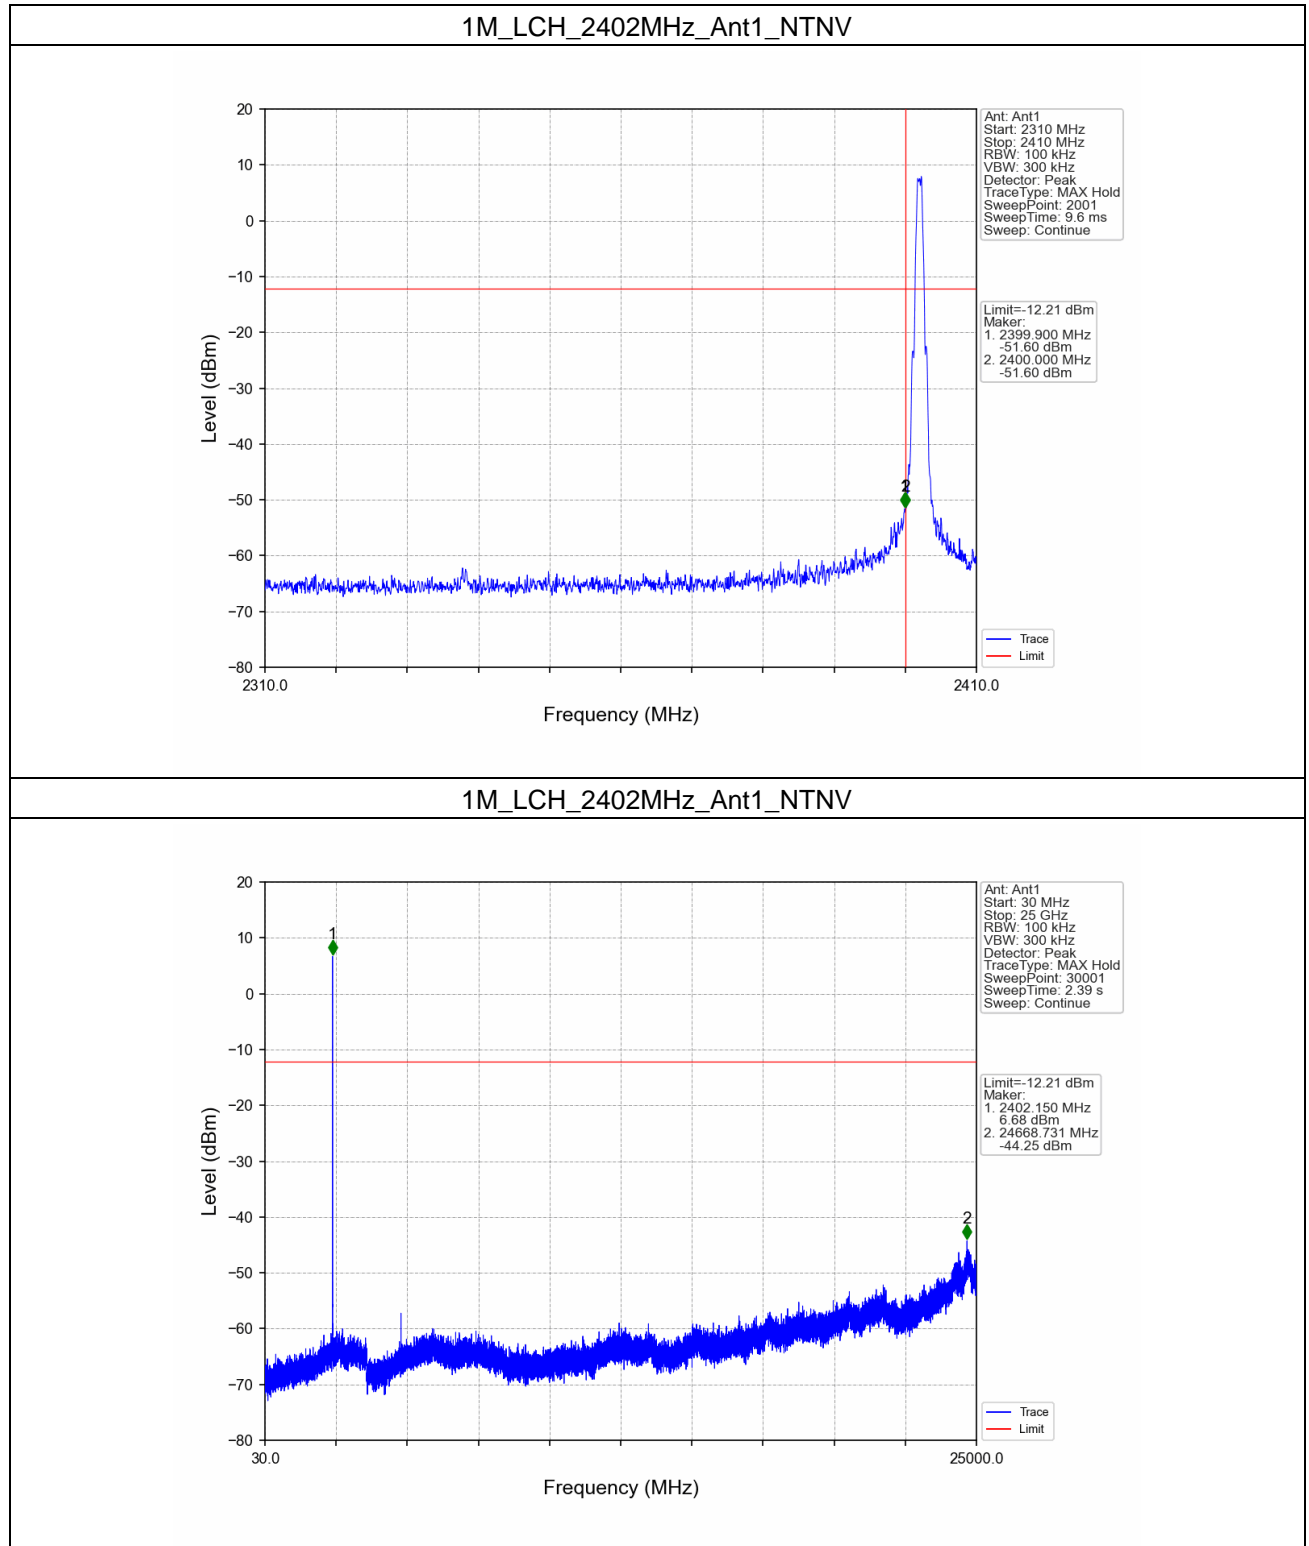 1M_LCH_2402MHz_Ant1_NTNV
20
10
0
−10
−20
−30
−40
−50
−60
−70
−80
Level (dBm)
2310.0
2410.0
Frequency (MHz)
1
2
Ant: Ant1
Start: 2310 MHz
Stop: 2410 MHz
RBW: 100 kHz
VBW: 300 kHz
Detector: Peak
TraceType: MAX Hold
SweepPoint: 2001
SweepTime: 9.6 ms
Sweep: Continue
Limit=-12.21 dBm
Maker:
1. 2399.900 MHz
-51.60 dBm
2. 2400.000 MHz
-51.60 dBm
Trace
Limit
1M_LCH_2402MHz_Ant1_NTNV
20
10
0
−10
−20
−30
−40
−50
−60
−70
−80
Level (dBm)
30.0
25000.0
Frequency (MHz)
1
2
Ant: Ant1
Start: 30 MHz
Stop: 25 GHz
RBW: 100 kHz
VBW: 300 kHz
Detector: Peak
TraceType: MAX Hold
SweepPoint: 30001
SweepTime: 2.39 s
Sweep: Continue
Limit=-12.21 dBm
Maker:
1. 2402.150 MHz
6.68 dBm
2. 24668.731 MHz
-44.25 dBm
Trace
Limit